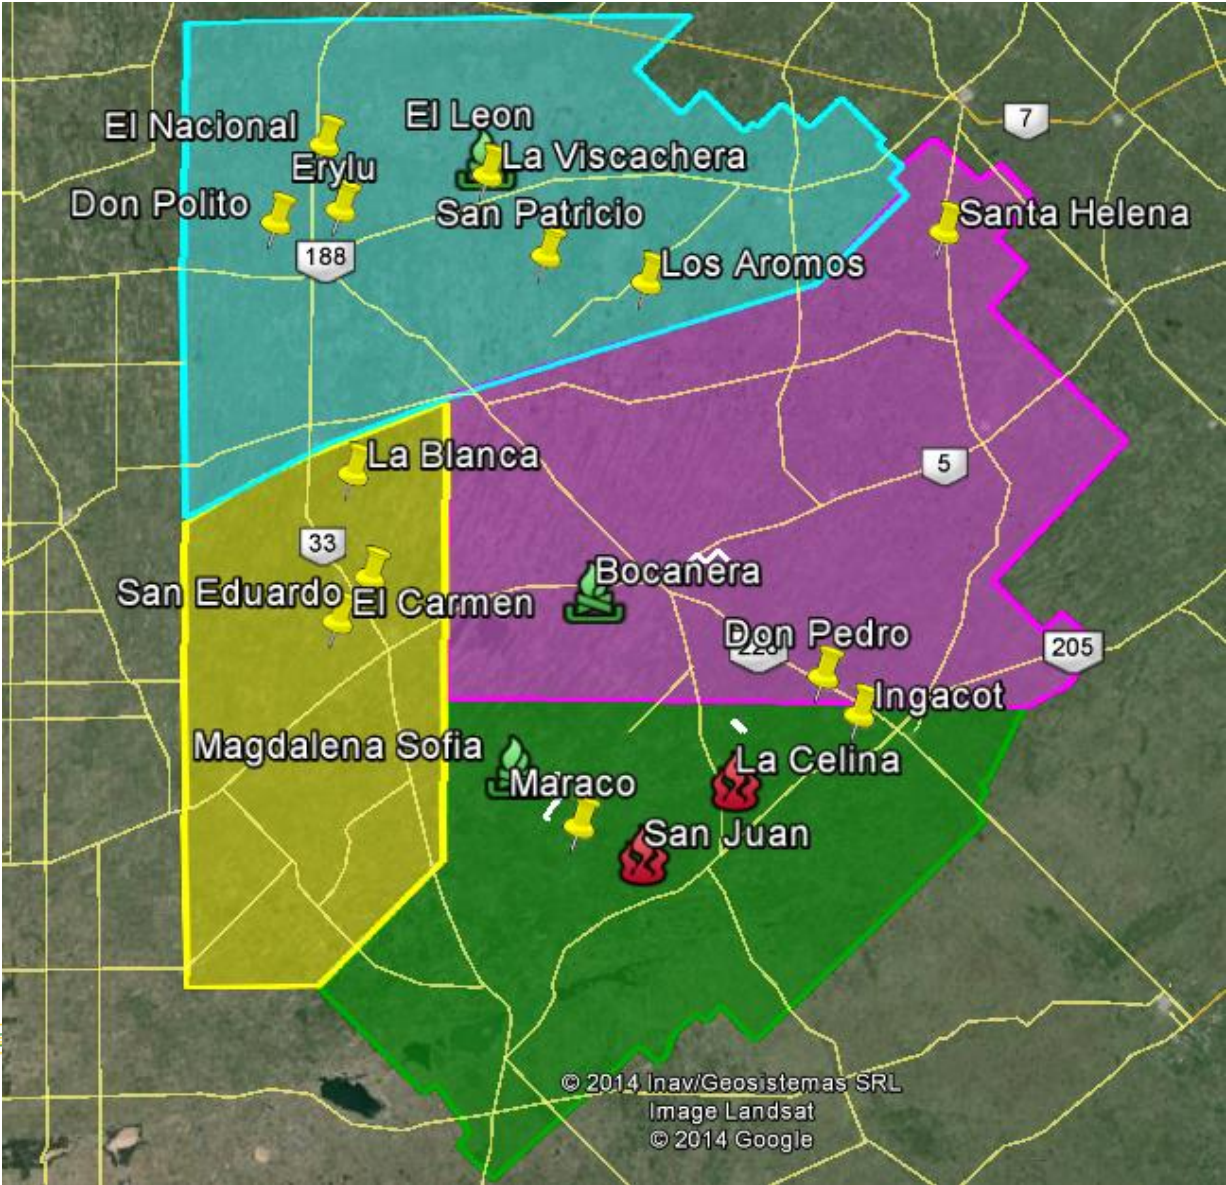 7
El Leon
El Nacional
La Viscachera
Erylu
Don Polito
San Patricio
Santa Helena
188
Los Aromos
La Blanca
5
33
Bocanera
San Eduardo
El Carmen
Don Pedro
205
Ingacot
Magdalena Sofia
La Celina
Maraco
San Juan
© 2014 Inav/Geosistemas SRL
Image Landsat
© 2014 Google